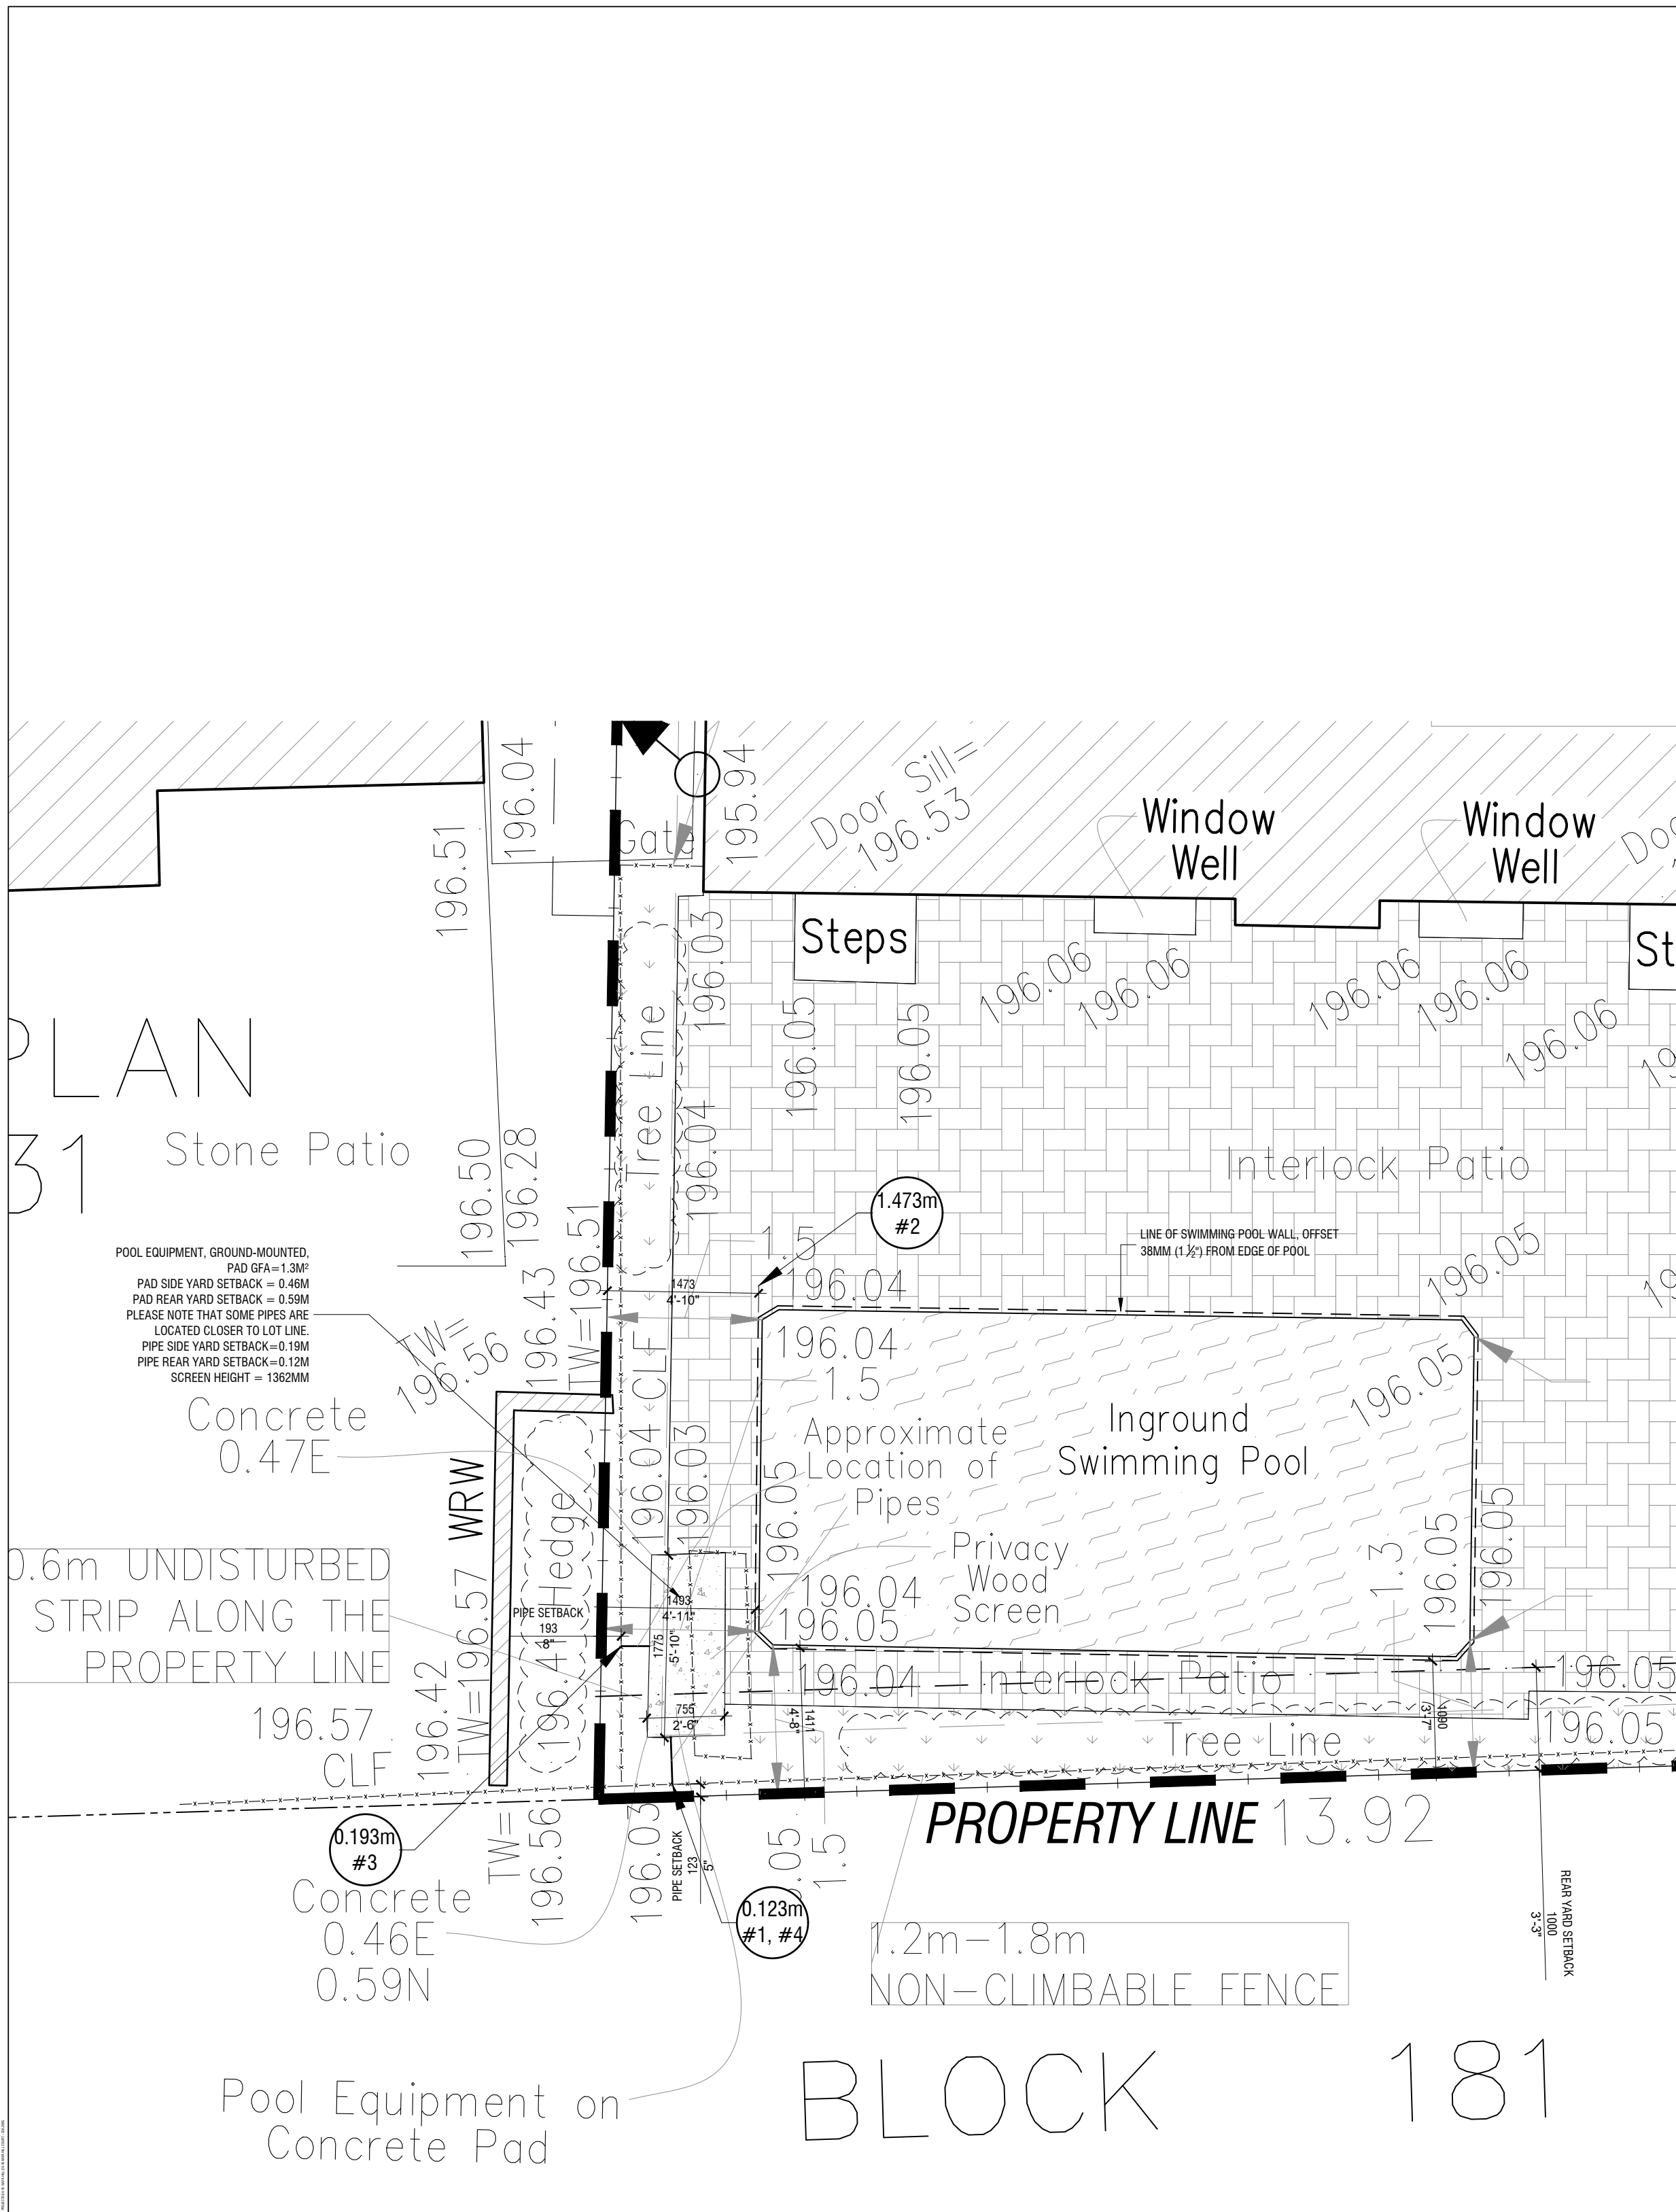 196.04
195.94
196.51
Gate
Door Sill=
196.53
Window
Well
Window
Well
Steps
196.03
196.05
196.05
196.06
196.06
196.06
196.06
196.06
Tree Line
196.04
PLAN
31
Stone Patio
196.50
196.28
Interlock Patio
1.473m
#2
LINE OF SWIMMING POOL WALL, OFFSET
38MM (1 ½") FROM EDGE OF POOL
POOL EQUIPMENT, GROUND-MOUNTED,
PAD GFA=1.3M²
PAD SIDE YARD SETBACK = 0.46M
PAD REAR YARD SETBACK = 0.59M
PLEASE NOTE THAT SOME PIPES ARE
LOCATED CLOSER TO LOT LINE.
PIPE SIDE YARD SETBACK=0.19M
PIPE REAR YARD SETBACK=0.12M
SCREEN HEIGHT = 1362MM
196.43
TW=196.51
1.5
1473
4'-10"
196.04
196.05
TW=
196.56
196.04
1.5
196.05
CLF
Concrete
0.47E
Approximate
Location of
Pipes
Inground
Swimming Pool
WRW
196.04
196.03
196.05
Hedge
196.4
Privacy
Wood
Screen
1.3
196.05
196.05
0.6m UNDISTURBED
STRIP ALONG THE
PROPERTY LINE
PIPE SETBACK
193
8"
1493
4'-11"
1775
5'-10"
196.04
196.05
TW=196.57
196.42
755
2'-6"
196.04
Interlock Patio
196.05
1411
4'-8"
1090
3'-7"
Tree Line
196.05
196.57
CLF
PROPERTY LINE
13.92
0.193m
#3
TW=
196.56
196.03
PIPE SETBACK
123
5"
.05
1.5
0.123m
#1, #4
REAR YARD SETBACK
1000
3'-3"
Concrete
0.46E
0.59N
1.2m-1.8m
NON-CLIMBABLE FENCE
Pool Equipment on
Concrete Pad
BLOCK 181